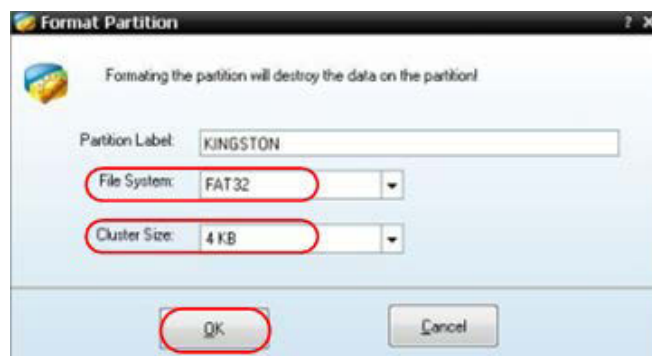 Format Partition ? X
Formating the partition will destroy the data on the partition!
Partition Label: KINGSTON
File System: FAT32
Cluster Size: 4 KB
OK Cancel